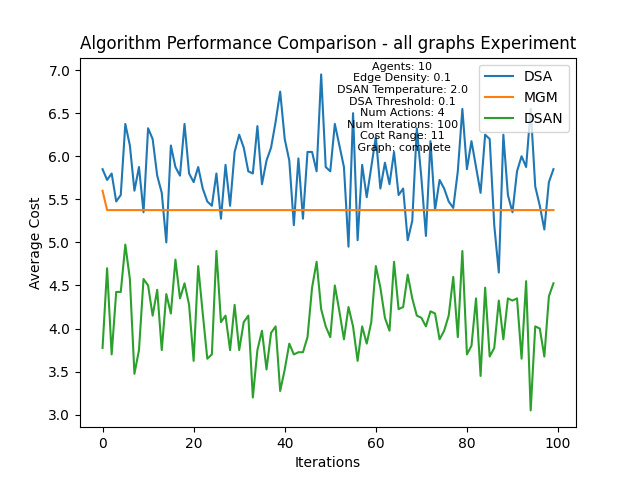 Algorithm Performance Comparison - all graphs Experiment
Agents: 10
Edge Density: 0.1
DSAN Temperature: 2.0
DSA Threshold: 0.1
Num Actions: 4
Num Iterations: 100
Cost Range: 11
Graph: complete
DSA
MGM
DSAN
Average Cost
7.0
6.5
6.0
5.5
5.0
4.5
4.0
3.5
3.0
0 20 40 60 80 100
Iterations